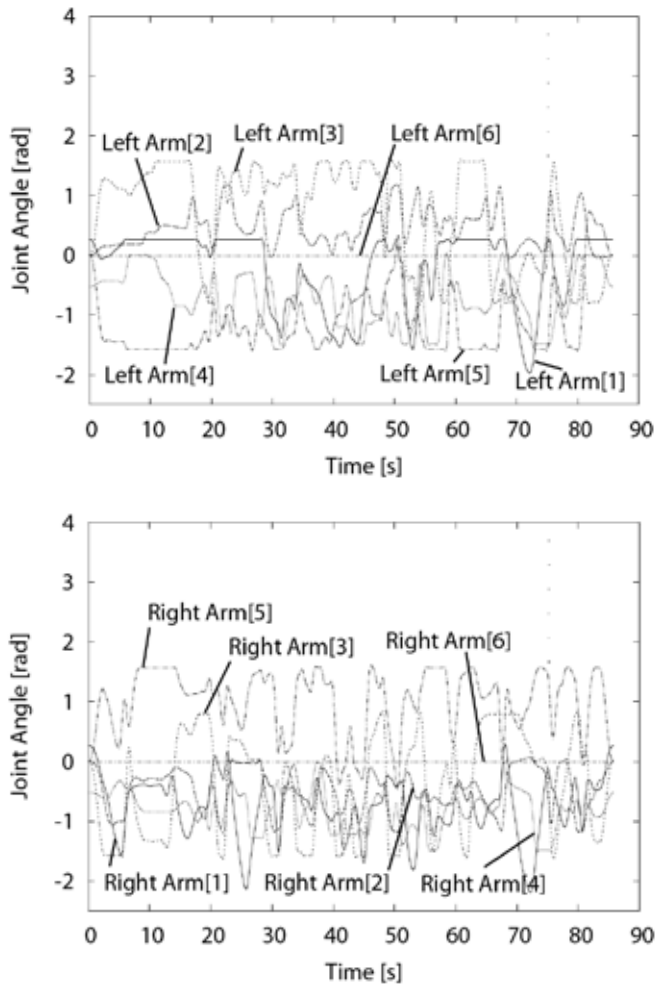 4
3
2
1
0
-1
-2
Joint Angle [rad]
Left Arm[2]
Left Arm[3]
Left Arm[6]
Left Arm[4]
Left Arm[5]
Left Arm[1]
0 10 20 30 40 50 60 70 80 90
Time [s]
4
3
2
1
0
-1
-2
Joint Angle [rad]
Right Arm[5]
Right Arm[3]
Right Arm[6]
Right Arm[1]
Right Arm[2]
Right Arm[4]
0 10 20 30 40 50 60 70 80 90
Time [s]